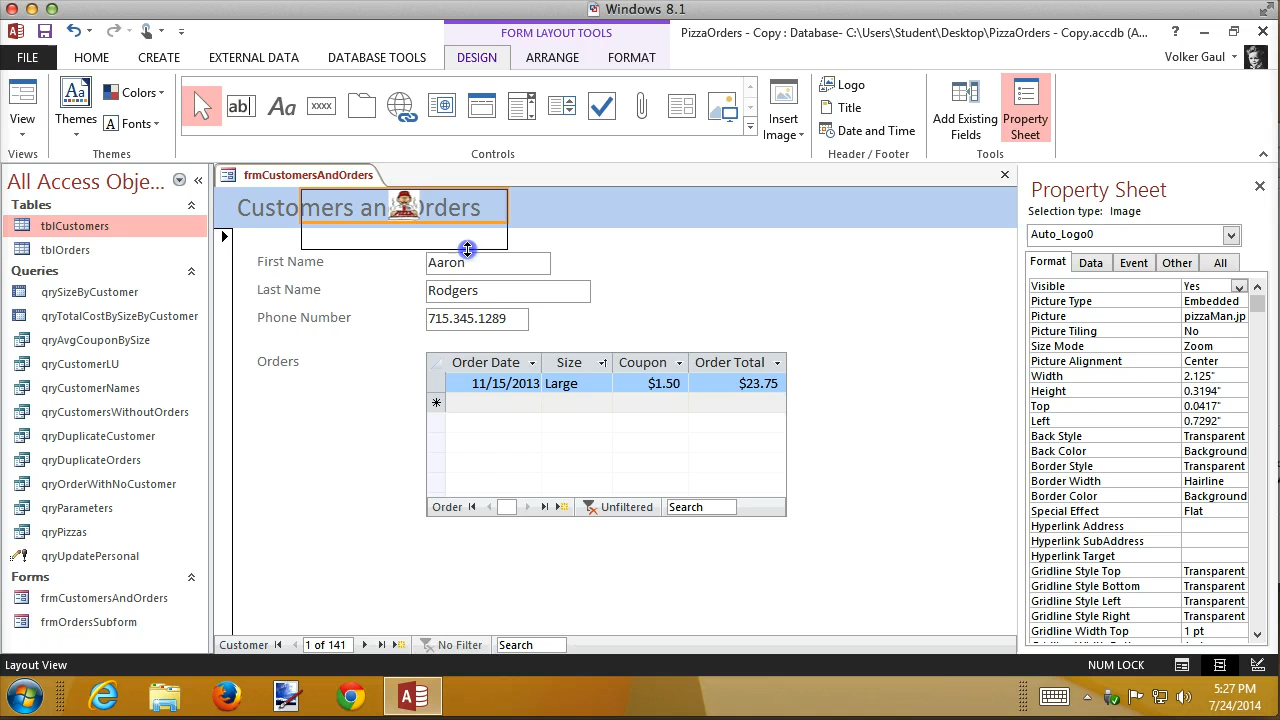 Windows 8.1
FORM LAYOUT TOOLS
PizzaOrders - Copy : Database- C:\Users\Student\Desktop\PizzaOrders - Copy.accdb (A...
?
FILE HOME CREATE EXTERNAL DATA DATABASE TOOLS DESIGN ARRANGE FORMAT
Volker Gaul
View
Themes
Colors
Fonts
ab|
Aa
xxxx
Insert
Image
Logo
Title
Date and Time
Add Existing
Fields
Property
Sheet
Views
Themes
Controls
Header / Footer
Tools
All Access Obje...
Tables
tblCustomers
tblOrders
Queries
qrySizeByCustomer
qryTotalCostBySizeByCustomer
qryAvgCouponBySize
qryCustomerLU
qryCustomerNames
qryCustomersWithoutOrders
qryDuplicateCustomer
qryDuplicateOrders
qryOrderWithNoCustomer
qryParameters
qryPizzas
qryUpdatePersonal
Forms
frmCustomersAndOrders
frmOrdersSubform
frmCustomersAndOrders
Customers an Orders
First Name Aaron
Last Name Rodgers
Phone Number 715.345.1289
Orders
Order Date Size Coupon Order Total
11/15/2013 Large $1.50 $23.75
Order Unfiltered Search
Customer 1 of 141 No Filter Search
Property Sheet
Selection type: Image
Auto_Logo0
Format Data Event Other All
Visible Yes
Picture Type Embedded
Picture pizzaMan.jp
Picture Tiling No
Size Mode Zoom
Picture Alignment Center
Width 2.125"
Height 0.3194"
Top 0.0417"
Left 0.7292"
Back Style Transparent
Back Color Background
Border Style Transparent
Border Width Hairline
Border Color Background
Special Effect Flat
Hyperlink Address
Hyperlink SubAddress
Hyperlink Target
Gridline Style Top Transparent
Gridline Style Bottom Transparent
Gridline Style Left Transparent
Gridline Style Right Transparent
Gridline Width Top 1 pt
Layout View
NUM LOCK
5:27 PM
7/24/2014